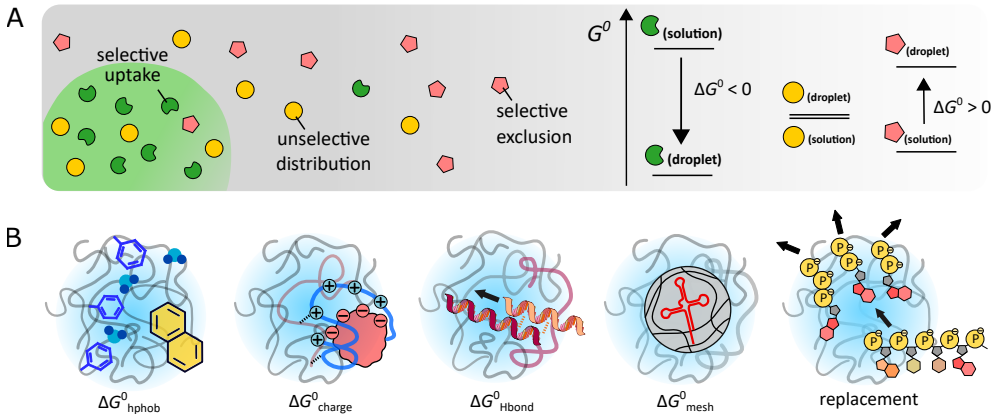 A
selective
uptake
unselective
distribution
selective
exclusion
G⁰
(solution)
ΔG⁰ < 0
(droplet)
(droplet)
(solution)
(droplet)
ΔG⁰ > 0
(solution)
B
+ + + + +
− − − − −
P⊖ P⊖ P⊖ P⊖ P⊖ P⊖ P⊖ P⊖
P⊖ P⊖ P⊖ P⊖ P⊖
ΔG⁰hphob
ΔG⁰charge
ΔG⁰Hbond
ΔG⁰mesh
replacement